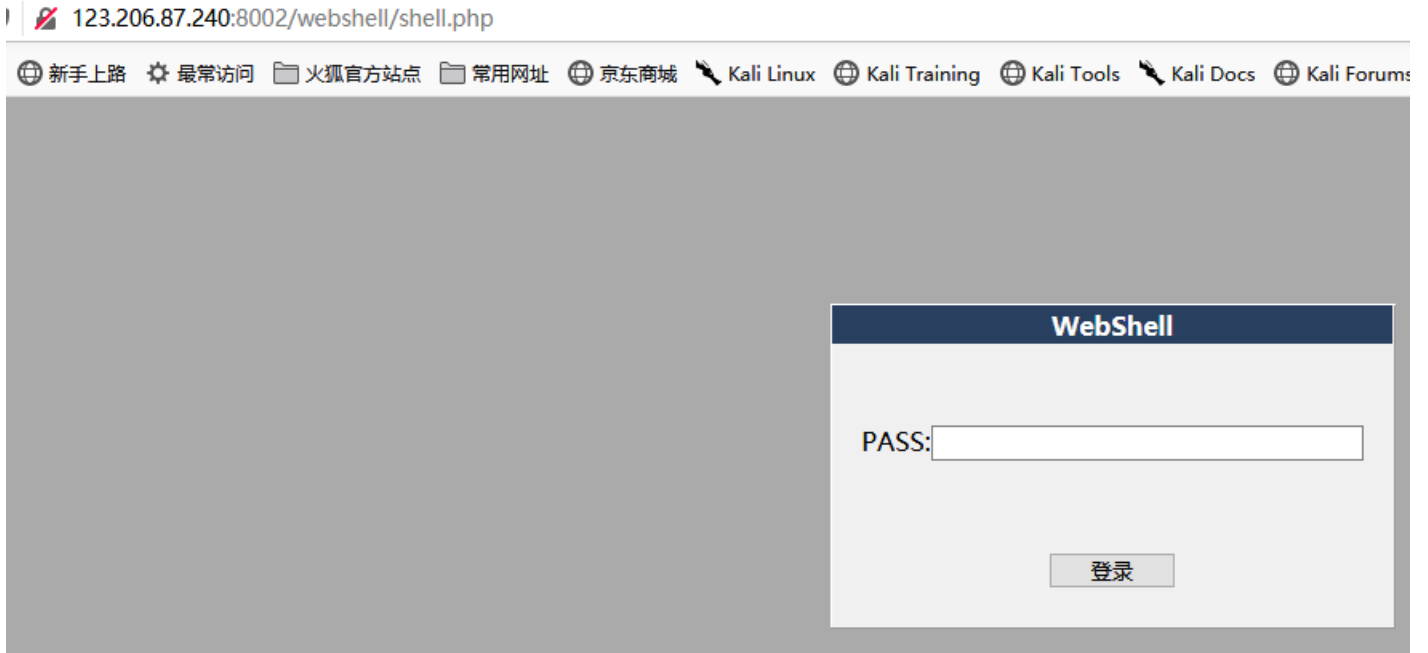 123.206.87.240:8002/webshell/shell.php
新手上路 最常访问 火狐官方站点 常用网址 京东商城 Kali Linux Kali Training Kali Tools Kali Docs Kali Forums
WebShell
PASS:
登录